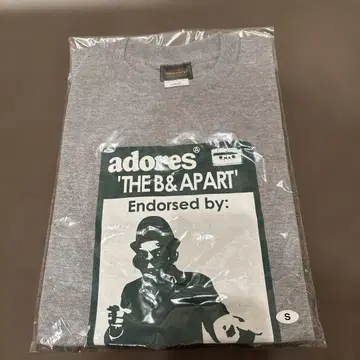 adores
'THE B & APART'
Endorsed by:
S